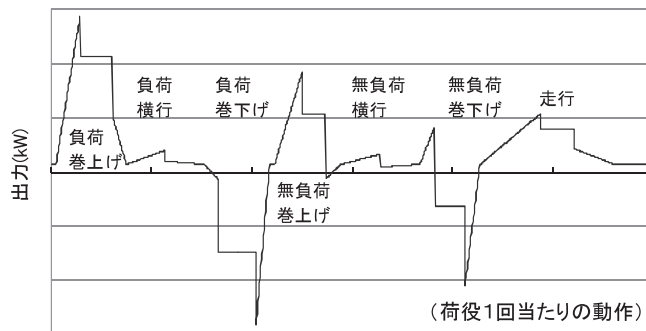 出力(kW)
負荷
巻上げ
負荷
横行
負荷
巻下げ
無負荷
巻上げ
無負荷
横行
無負荷
巻下げ
走行
(荷役1回当たりの動作)